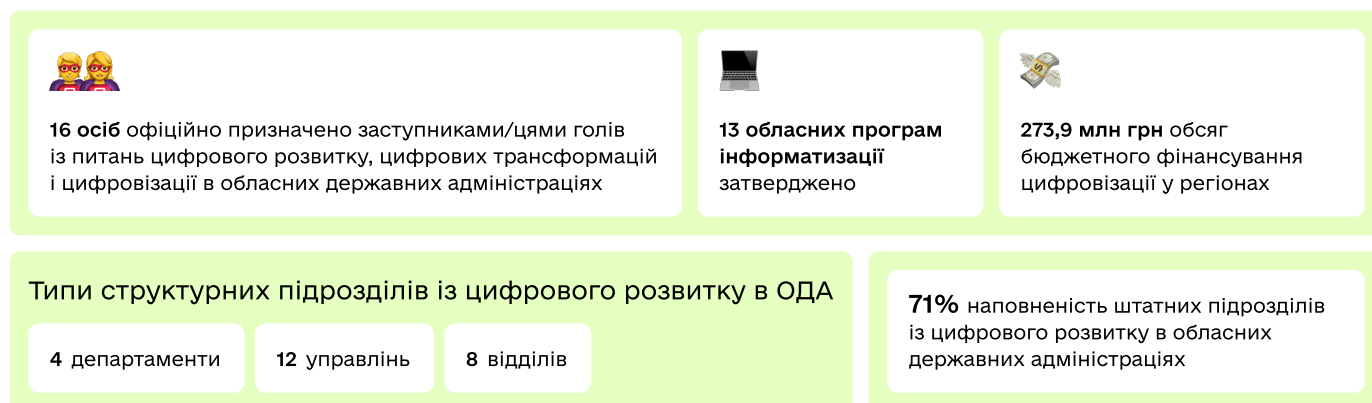 16 осіб офіційно призначено заступниками/цями голів
із питань цифрового розвитку, цифрових трансформацій
і цифровізації в обласних державних адміністраціях
13 обласних програм
інформатизації
затверджено
273,9 млн грн обсяг
бюджетного фінансування
цифровізації у регіонах
Типи структурних підрозділів із цифрового розвитку в ОДА
4 департаменти
12 управлінь
8 відділів
71% наповненість штатних підрозділів
із цифрового розвитку в обласних
державних адміністраціях